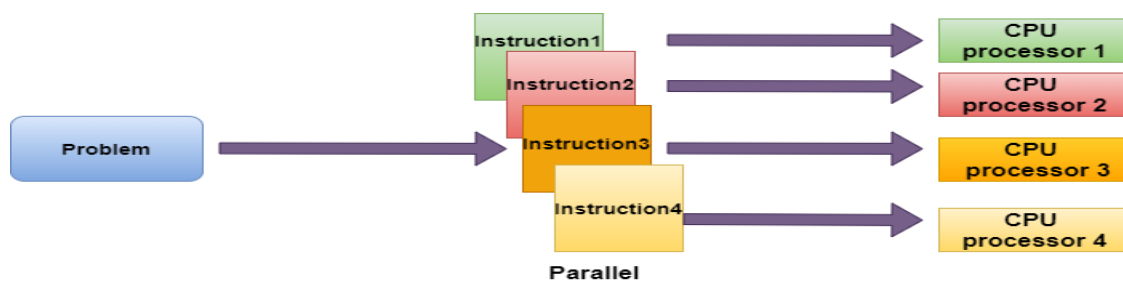 Problem
Instruction1
Instruction2
Instruction3
Instruction4
Parallel
CPU
processor 1
CPU
processor 2
CPU
processor 3
CPU
processor 4